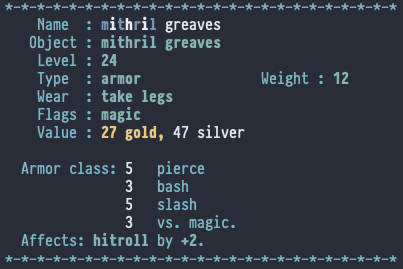 *-*-*-*-*-*-*-*-*-*-*-*-*-*-*-*-*-*-*-*-*-*-*-*-*
Name : mithril greaves
Object : mithril greaves
Level : 24
Type : armor Weight : 12
Wear : take legs
Flags : magic
Value : 27 gold, 47 silver
Armor class: 5 pierce
3 bash
5 slash
3 vs. magic.
Affects: hitroll by +2.
*-*-*-*-*-*-*-*-*-*-*-*-*-*-*-*-*-*-*-*-*-*-*-*-*